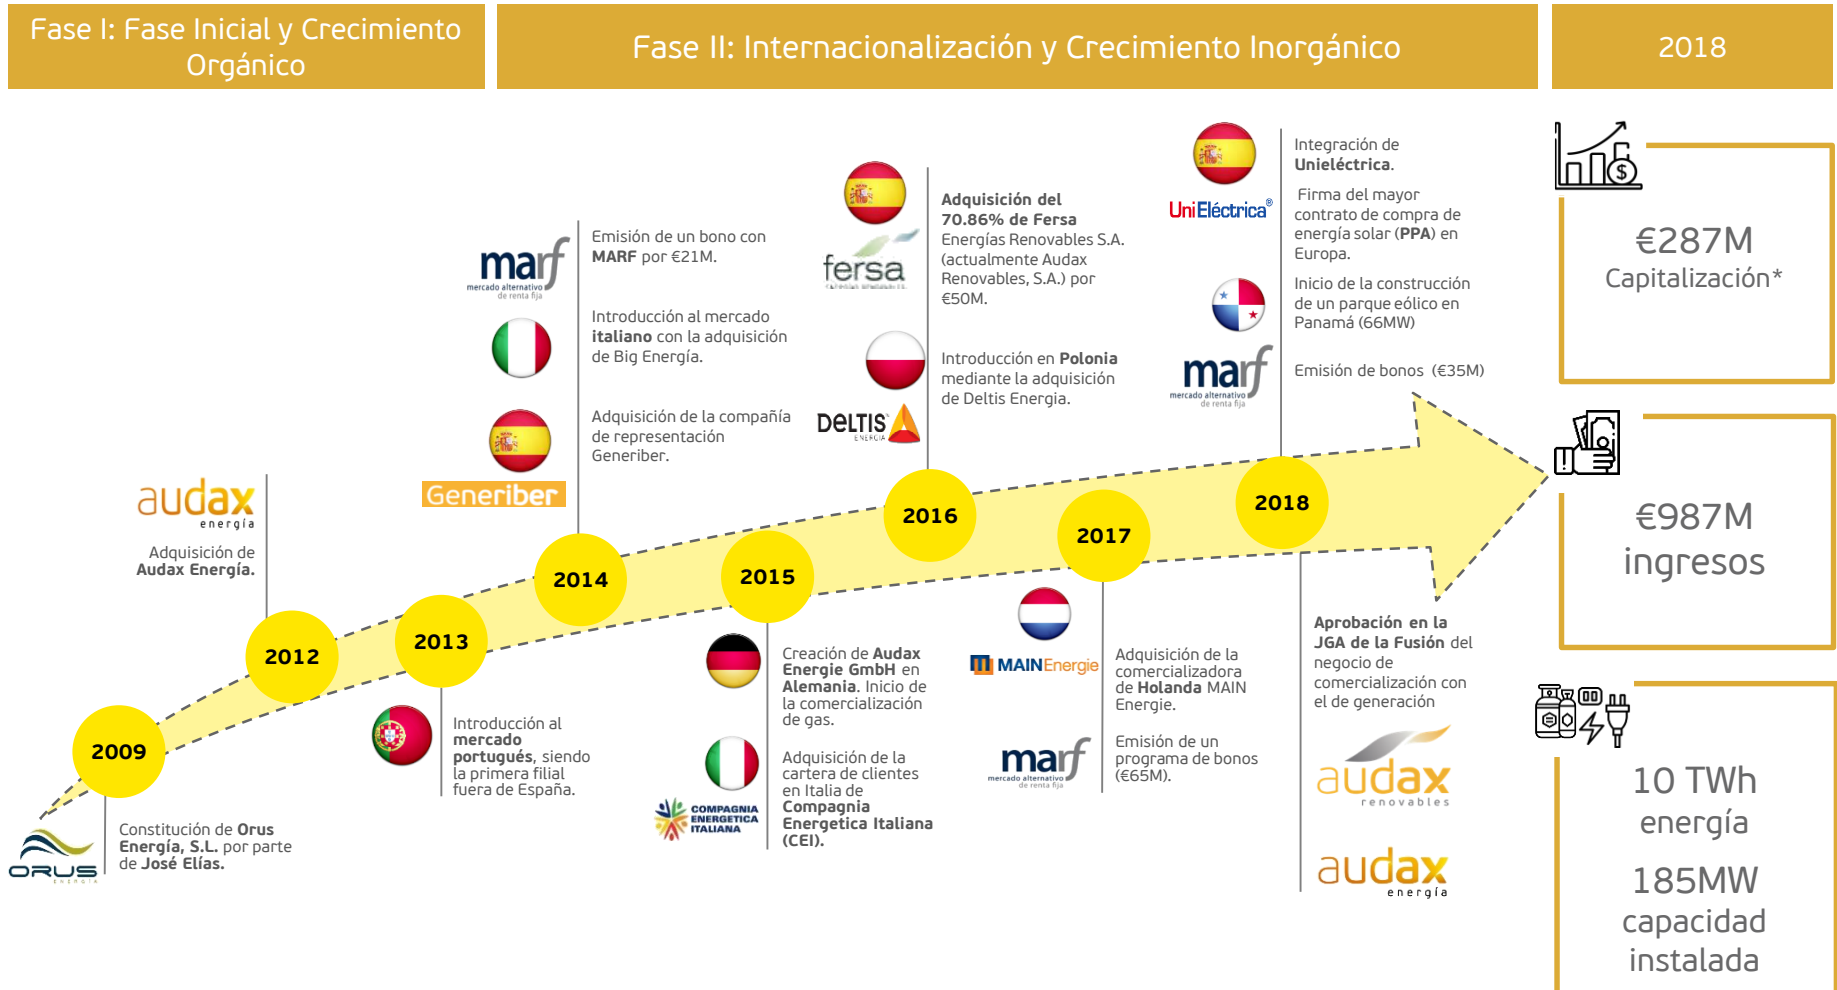 Fase I: Fase Inicial y Crecimiento
Orgánico
Fase II: Internacionalización y Crecimiento Inorgánico
2018
2009
ORUS
ENERGÍA
Constitución de Orus
Energía, S.L. por parte
de José Elías.
audax
energía
Adquisición de
Audax Energía.
2012
2013
Introducción al
mercado
portugués, siendo
la primera filial
fuera de España.
marf
mercado alternativo
de renta fija
Emisión de un bono con
MARF por €21M.
Introducción al mercado
italiano con la adquisición
de Big Energía.
Adquisición de la compañía
de representación
Generiber.
Generiber
2014
2015
Creación de Audax
Energie GmbH en
Alemania. Inicio de
la comercialización
de gas.
Adquisición de la
cartera de clientes
en Italia de
Compagnia
Energetica Italiana
(CEI).
COMPAGNIA
ENERGETICA
ITALIANA
fersa
Adquisición del
70.86% de Fersa
Energías Renovables S.A.
(actualmente Audax
Renovables, S.A.) por
€50M.
Introducción en Polonia
mediante la adquisición
de Deltis Energia.
DELTIS
ENERGIA
2016
2017
MAINEnergie
Adquisición de la
comercializadora
de Holanda MAIN
Energie.
marf
mercado alternativo
de renta fija
Emisión de un
programa de bonos
(€65M).
UniEléctrica®
Integración de
Unieléctrica.
Firma del mayor
contrato de compra de
energía solar (PPA) en
Europa.
Inicio de la construcción
de un parque eólico en
Panamá (66MW)
marf
mercado alternativo
de renta fija
Emisión de bonos (€35M)
2018
Aprobación en la
JGA de la Fusión del
negocio de
comercialización con
el de generación
audax
renovables
audax
energía
€287M
Capitalización*
€987M
ingresos
10 TWh
energía
185MW
capacidad
instalada